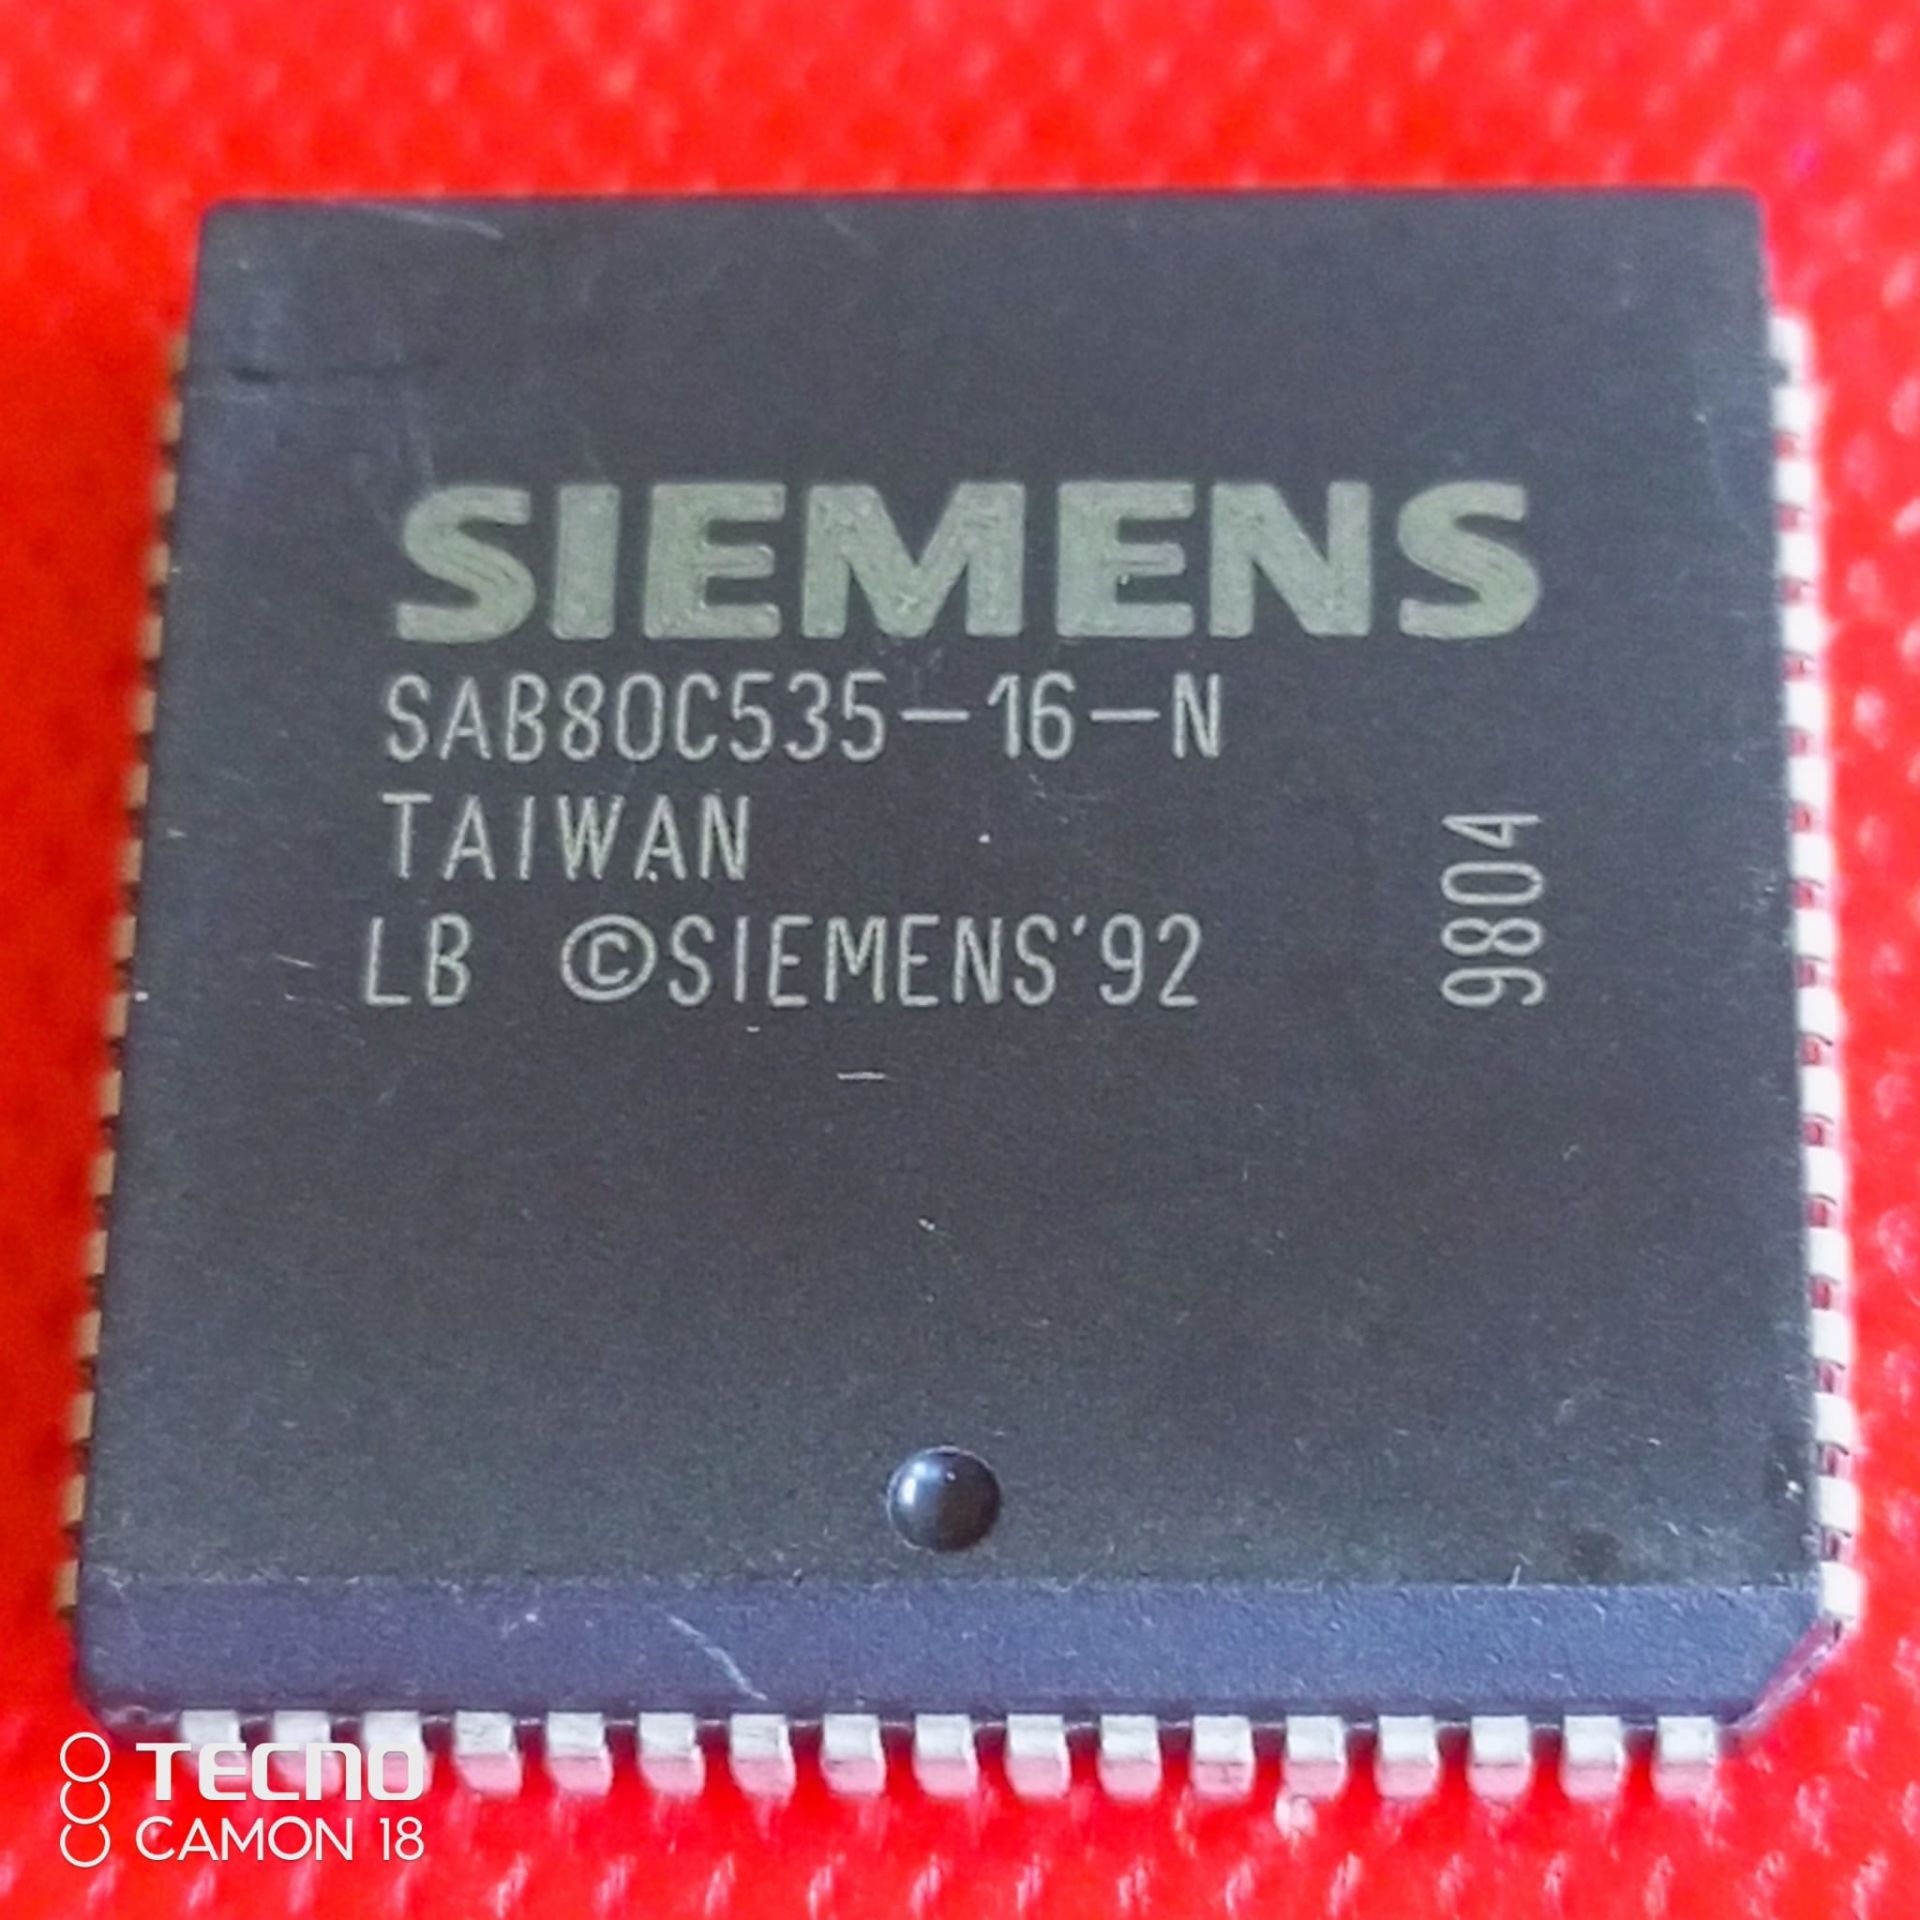 SIEMENS
SAB80C535-16-N
TAIWAN
LB ©SIEMENS'92
9804
TECNO
CAMON 18